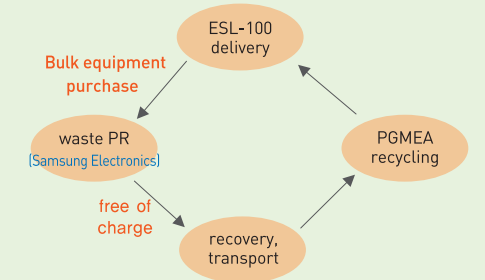 ESL-100
delivery
Bulk equipment
purchase
waste PR
(Samsung Electronics)
PGMEA
recycling
free of
charge
recovery,
transport